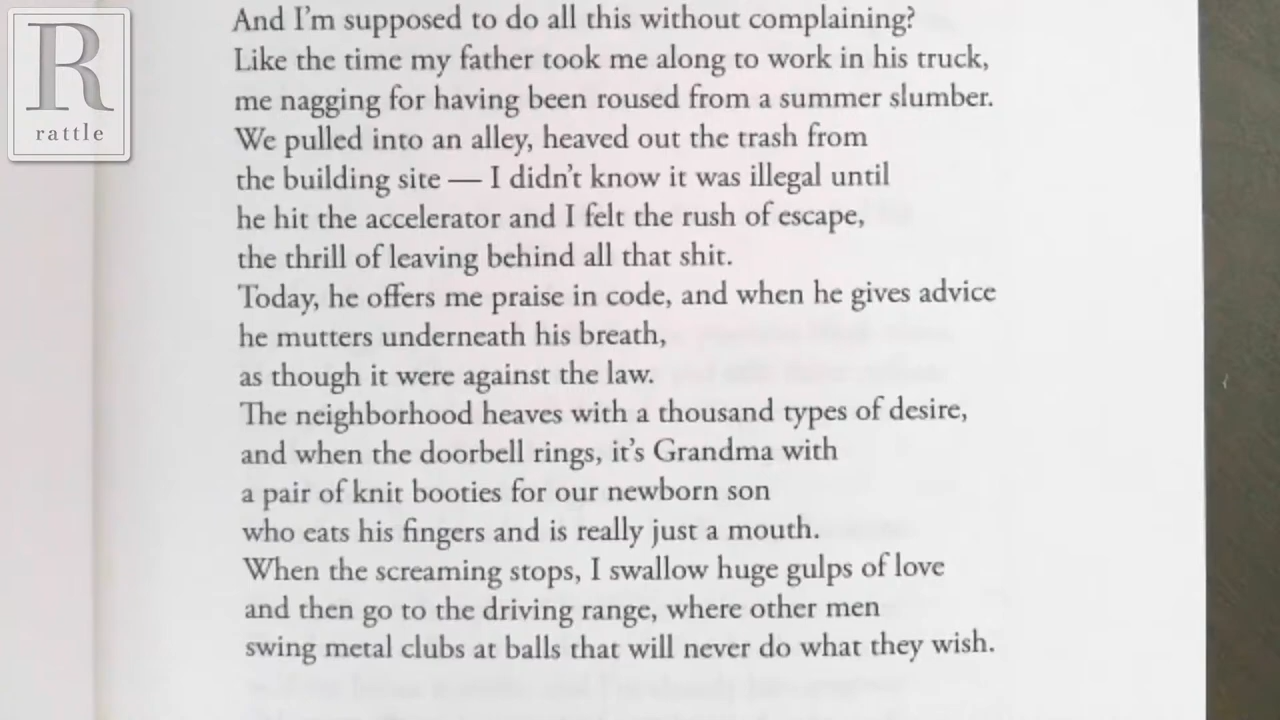 R
rattle
And I'm supposed to do all this without complaining?
Like the time my father took me along to work in his truck,
me nagging for having been roused from a summer slumber.
We pulled into an alley, heaved out the trash from
the building site — I didn't know it was illegal until
he hit the accelerator and I felt the rush of escape,
the thrill of leaving behind all that shit.
Today, he offers me praise in code, and when he gives advice
he mutters underneath his breath,
as though it were against the law.
The neighborhood heaves with a thousand types of desire,
and when the doorbell rings, it's Grandma with
a pair of knit booties for our newborn son
who eats his fingers and is really just a mouth.
When the screaming stops, I swallow huge gulps of love
and then go to the driving range, where other men
swing metal clubs at balls that will never do what they wish.